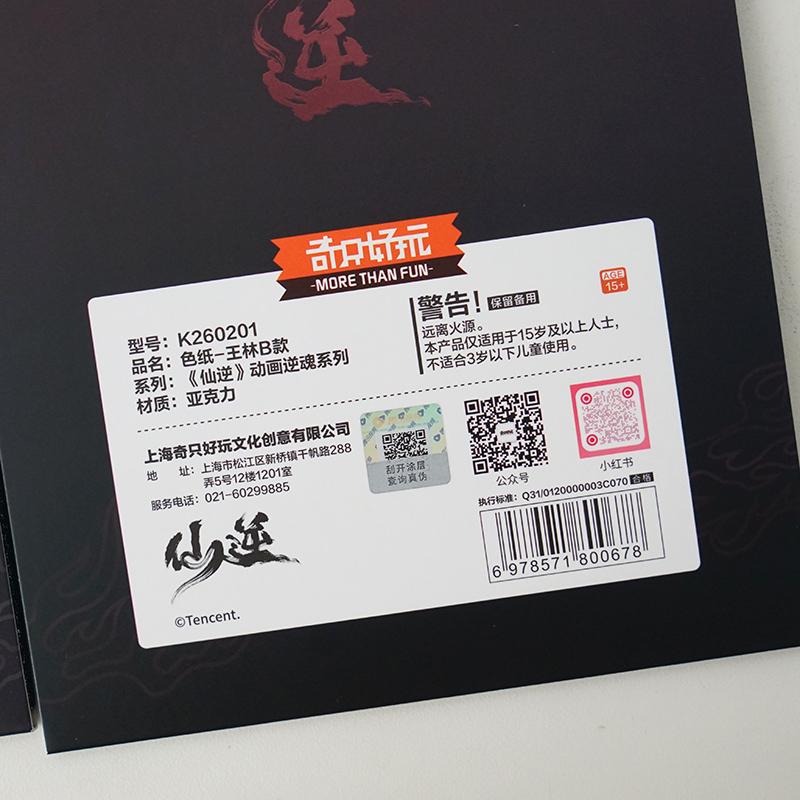 逆
奇只好玩
-MORE THAN FUN-
型号：K260201
品名：色纸-王林B款
系列：《仙逆》动画逆魂系列
材质：亚克力
警告！ 保留备用
远离火源。
本产品仅适用于15岁及以上人士，
不适合3岁以下儿童使用。
AGE
15+
上海奇只好玩文化创意有限公司
地 址：上海市松江区新桥镇千帆路288
弄5号12楼1201室
服务电话：021-60299885
刮开涂层
查询真伪
公众号
小红书
执行标准：Q31/0120000003C070 合格
6 978571 800678
仙逆
©Tencent.